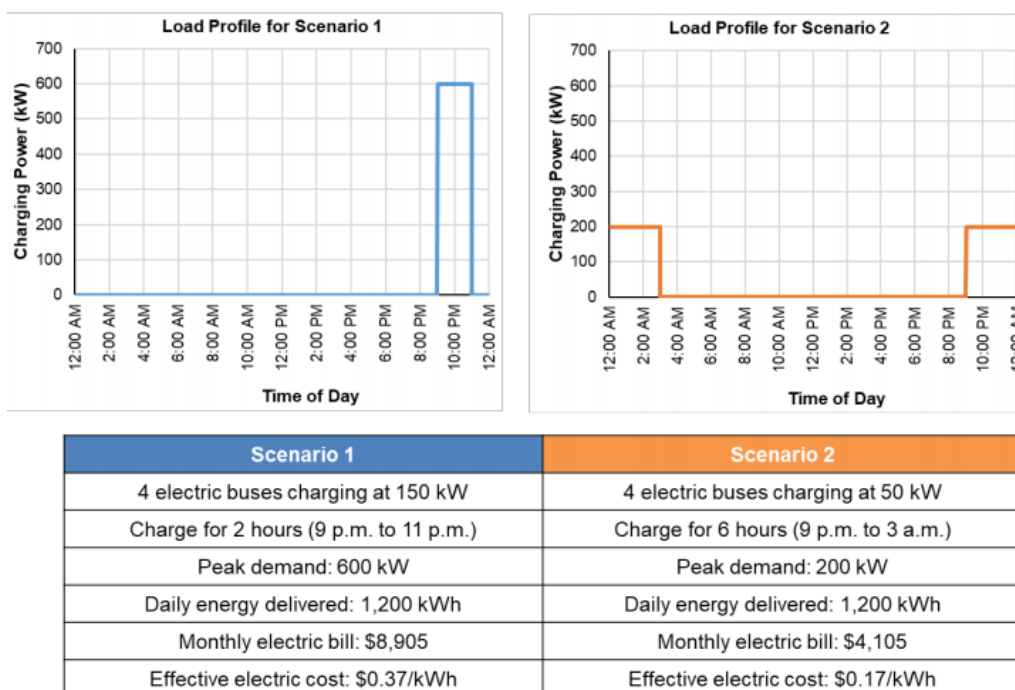 Load Profile for Scenario 1
700
600
500
400
300
200
100
0
Charging Power (kW)
12:00 AM
2:00 AM
4:00 AM
6:00 AM
8:00 AM
10:00 AM
12:00 PM
2:00 PM
4:00 PM
6:00 PM
8:00 PM
10:00 PM
12:00 AM
Time of Day
Load Profile for Scenario 2
700
600
500
400
300
200
100
0
Charging Power (kW)
12:00 AM
2:00 AM
4:00 AM
6:00 AM
8:00 AM
10:00 AM
12:00 PM
2:00 PM
4:00 PM
6:00 PM
8:00 PM
10:00 PM
Time of Day
Scenario 1 Scenario 2
4 electric buses charging at 150 kW 4 electric buses charging at 50 kW
Charge for 2 hours (9 p.m. to 11 p.m.) Charge for 6 hours (9 p.m. to 3 a.m.)
Peak demand: 600 kW Peak demand: 200 kW
Daily energy delivered: 1,200 kWh Daily energy delivered: 1,200 kWh
Monthly electric bill: $8,905 Monthly electric bill: $4,105
Effective electric cost: $0.37/kWh Effective electric cost: $0.17/kWh